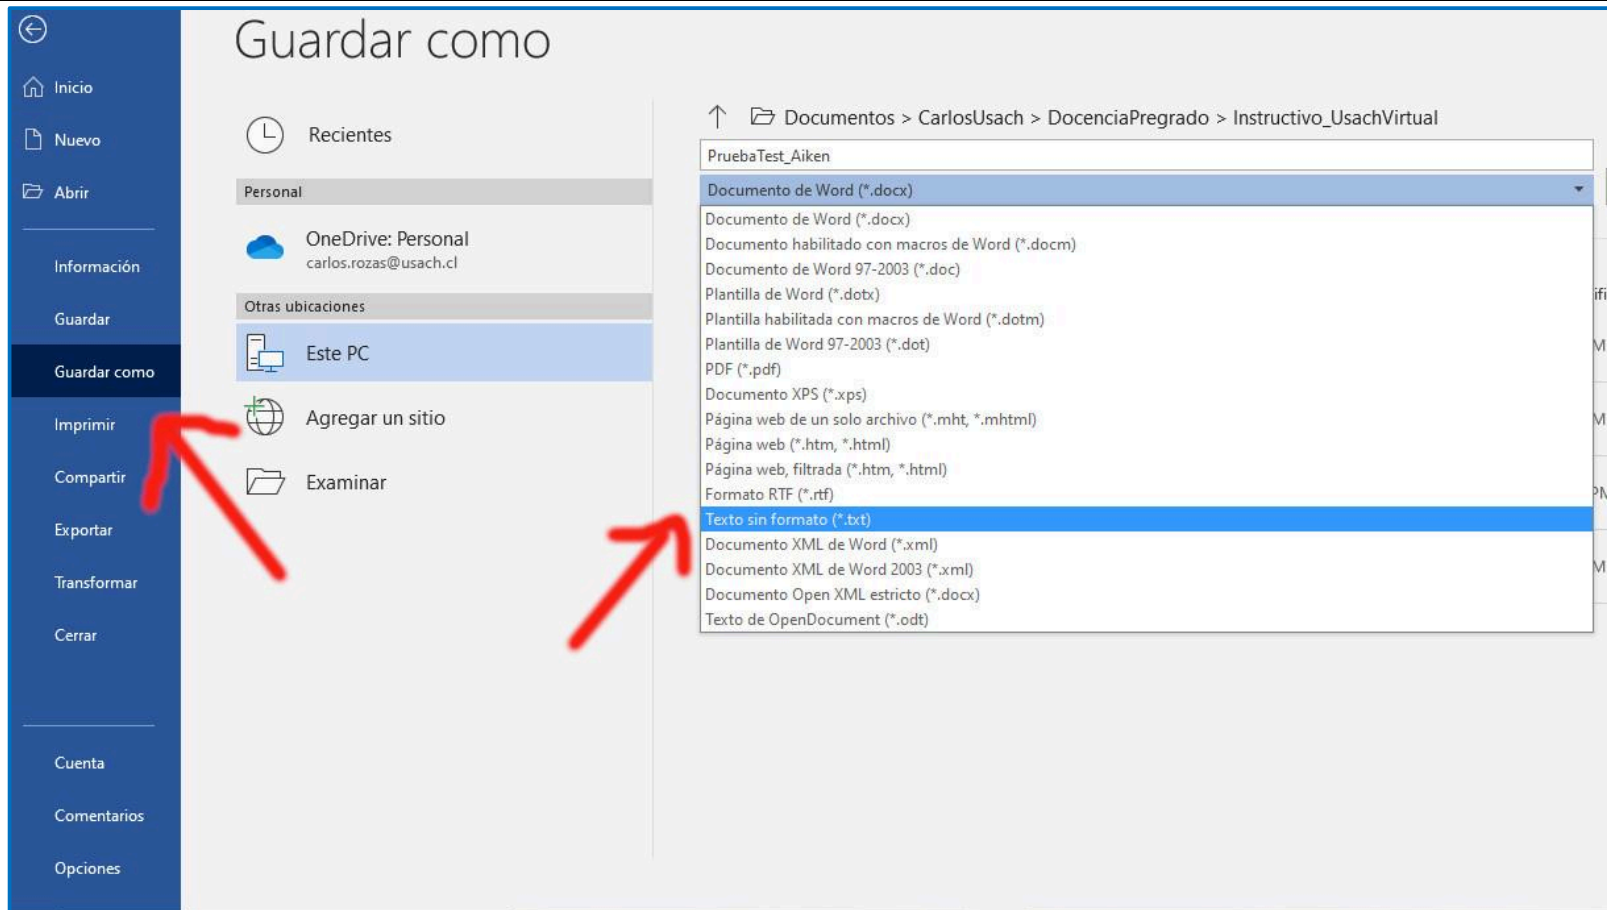 Guardar como
Inicio
Nuevo
Abrir
Información
Guardar
Guardar como
Imprimir
Compartir
Exportar
Transformar
Cerrar
Cuenta
Comentarios
Opciones
Recientes
Personal
OneDrive: Personal
carlos.rozas@usach.cl
Otras ubicaciones
Este PC
Agregar un sitio
Examinar
Documentos > CarlosUsach > DocenciaPregrado > Instructivo_UsachVirtual
PruebaTest_Aiken
Documento de Word (*.docx)
Documento de Word (*.docx)
Documento habilitado con macros de Word (*.docm)
Documento de Word 97-2003 (*.doc)
Plantilla de Word (*.dotx)
Plantilla habilitada con macros de Word (*.dotm)
Plantilla de Word 97-2003 (*.dot)
PDF (*.pdf)
Documento XPS (*.xps)
Página web de un solo archivo (*.mht, *.mhtml)
Página web (*.htm, *.html)
Página web, filtrada (*.htm, *.html)
Formato RTF (*.rtf)
Texto sin formato (*.txt)
Documento XML de Word (*.xml)
Documento XML de Word 2003 (*.xml)
Documento Open XML estricto (*.docx)
Texto de OpenDocument (*.odt)